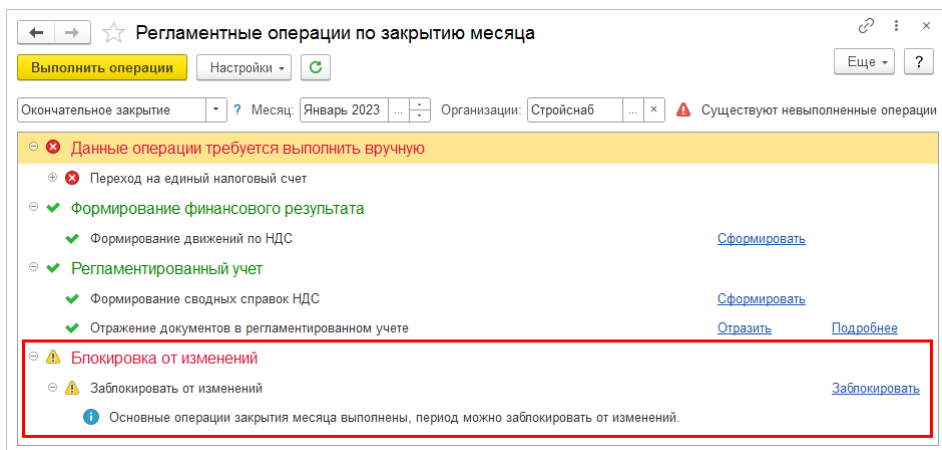 Регламентные операции по закрытию месяца
Выполнить операции Настройки Еще ?
Окончательное закрытие ? Месяц: Январь 2023 ... Организации: Стройснаб ... × Существуют невыполненные операции
Данные операции требуется выполнить вручную
Переход на единый налоговый счет
Формирование финансового результата
Формирование движений по НДС Сформировать
Регламентированный учет
Формирование сводных справок НДС Сформировать
Отражение документов в регламентированном учете Отразить Подробнее
Блокировка от изменений
Заблокировать от изменений Заблокировать
Основные операции закрытия месяца выполнены, период можно заблокировать от изменений.